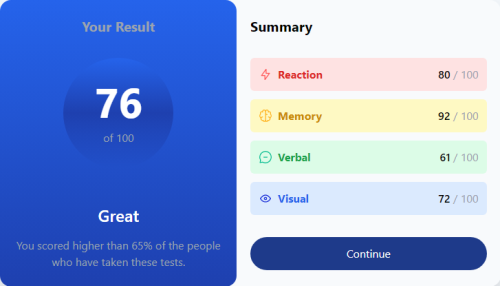 Your Result
76
of 100
Great
You scored higher than 65% of the people
who have taken these tests.
Summary
Reaction 80 / 100
Memory 92 / 100
Verbal 61 / 100
Visual 72 / 100
Continue